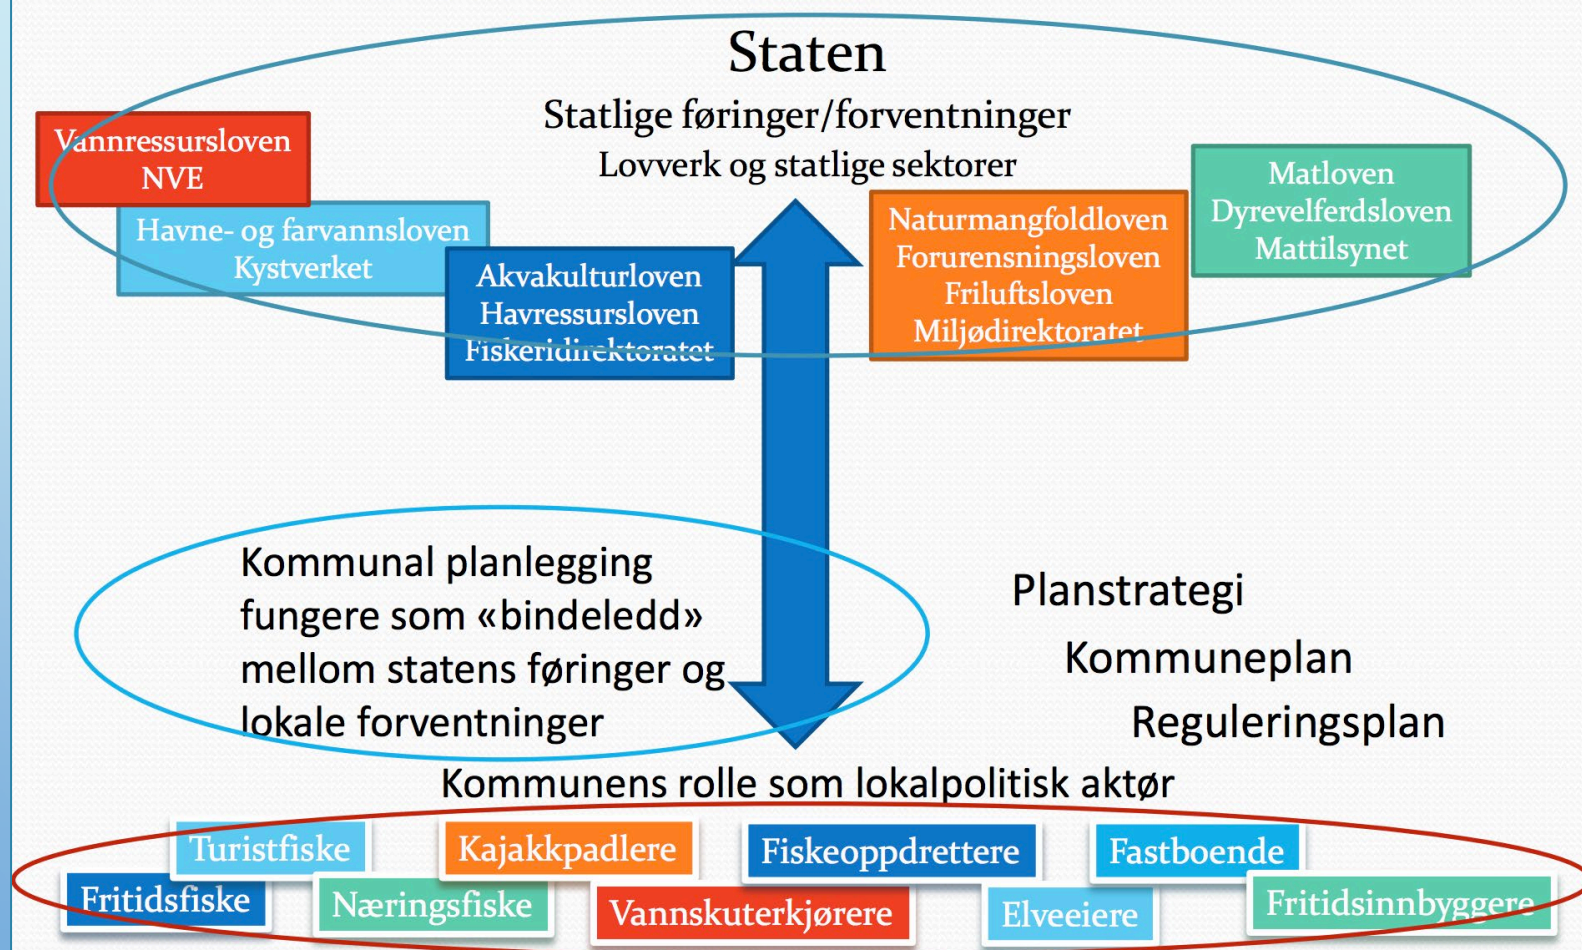 Staten
Statlige føringer/forventninger
Lovverk og statlige sektorer
Vannressursloven
NVE
Havne- og farvannsloven
Kystverket
Akvakulturloven
Havressursloven
Fiskeridirektoratet
Naturmangfoldloven
Forurensningsloven
Friluftsloven
Miljødirektoratet
Matloven
Dyrevelferdsloven
Mattilsynet
Kommunal planlegging
fungere som «bindeledd»
mellom statens føringer og
lokale forventninger
Planstrategi
Kommuneplan
Reguleringsplan
Kommunens rolle som lokalpolitisk aktør
Turistfiske
Kajakkpadlere
Fiskeoppdrettere
Fastboende
Fritidsfiske
Næringsfiske
Vannskuterkjørere
Elveeiere
Fritidsinnbyggere